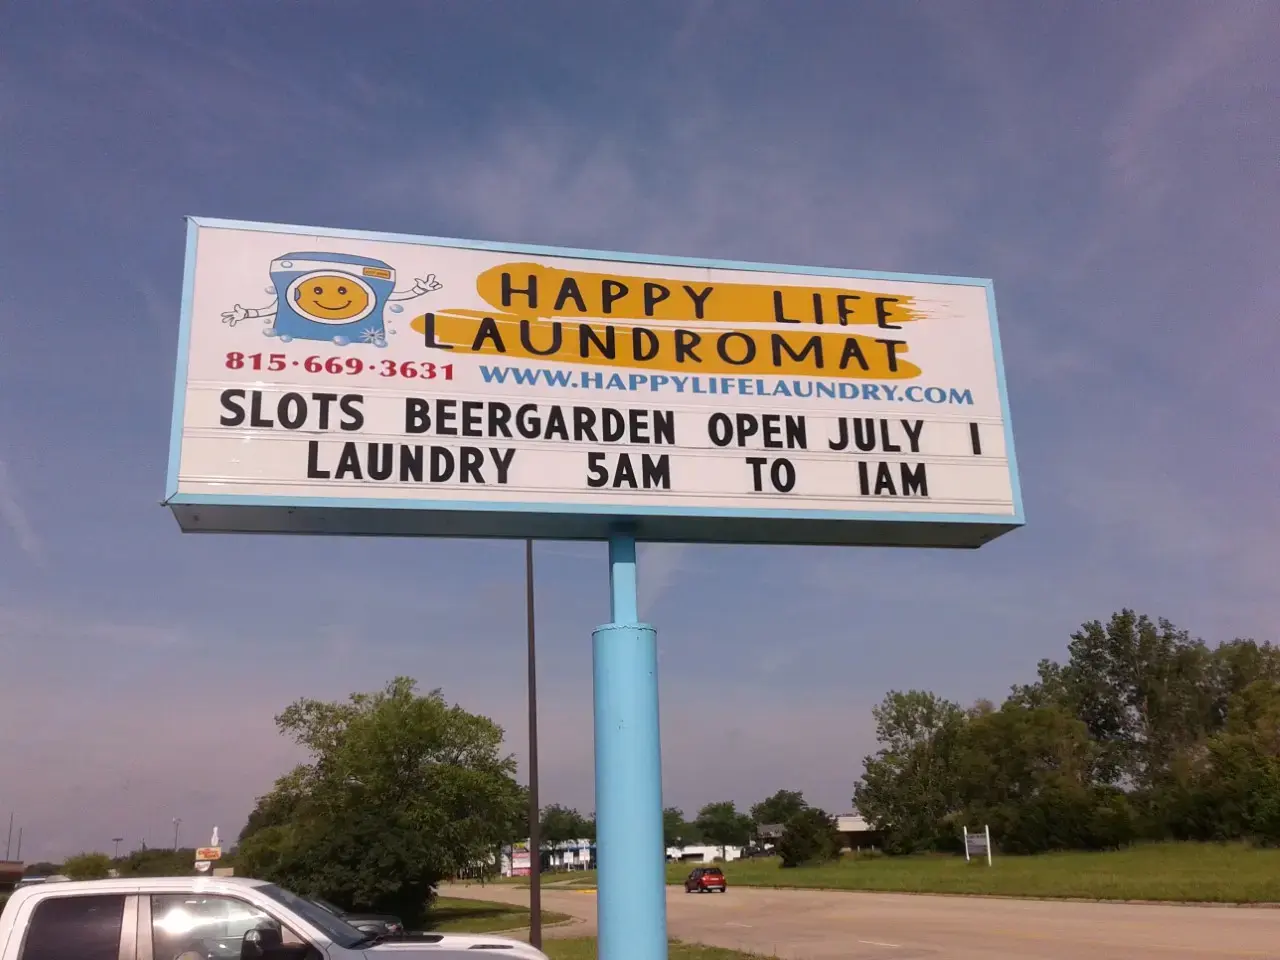 HAPPY LIFE
LAUNDROMAT
815·669·3631
WWW.HAPPYLIFELAUNDRY.COM
SLOTS BEERGARDEN OPEN JULY 1
LAUNDRY 5AM TO 1AM